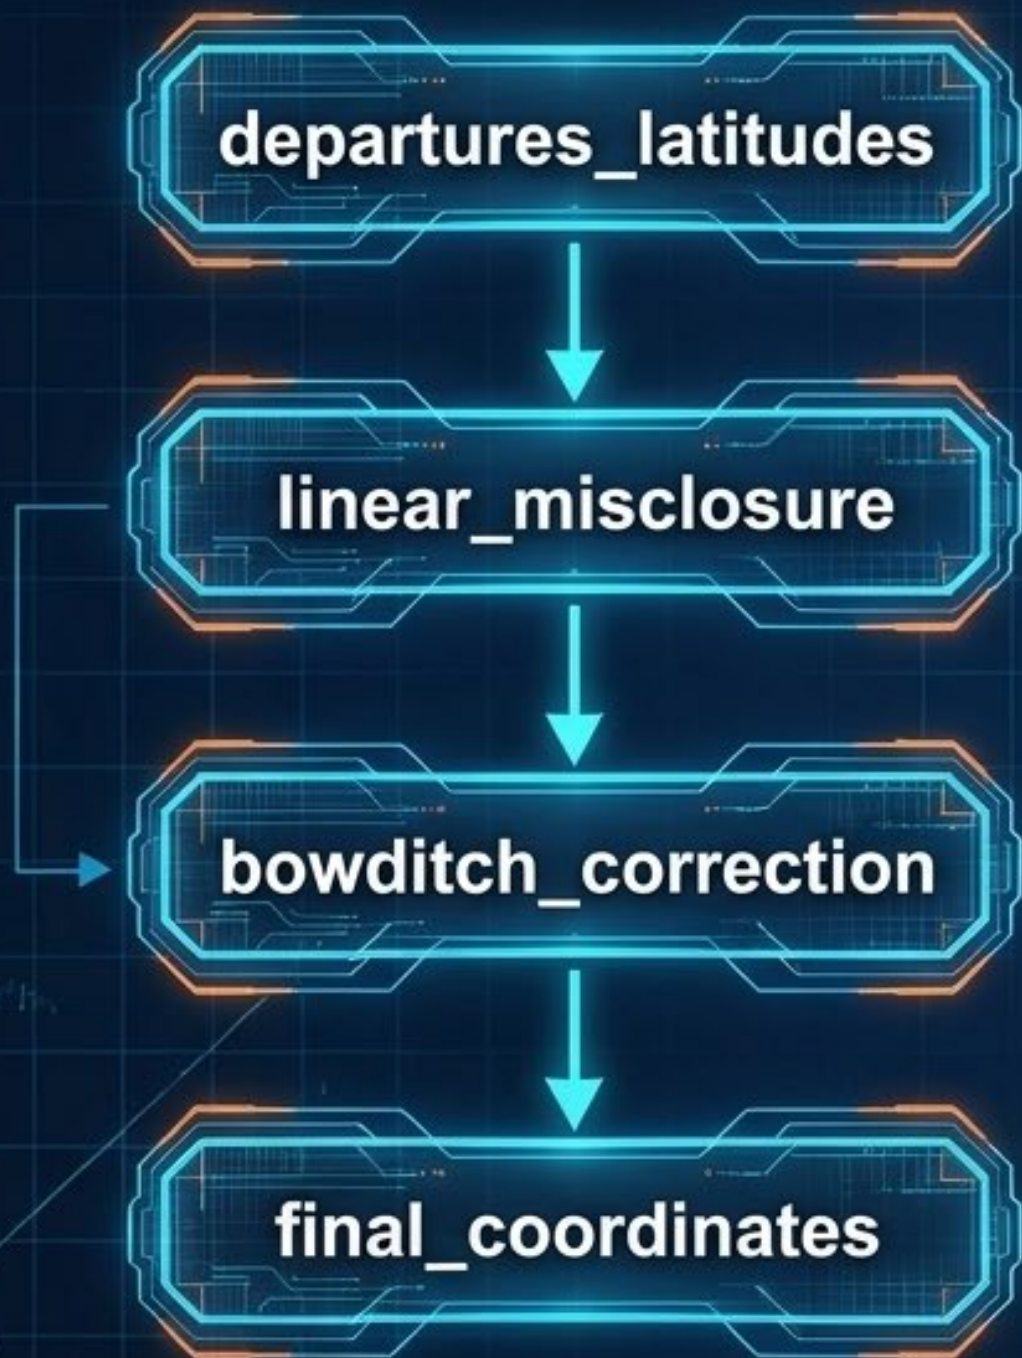 departures_latitudes
linear_misclosure
bowditch_correction
final_coordinates